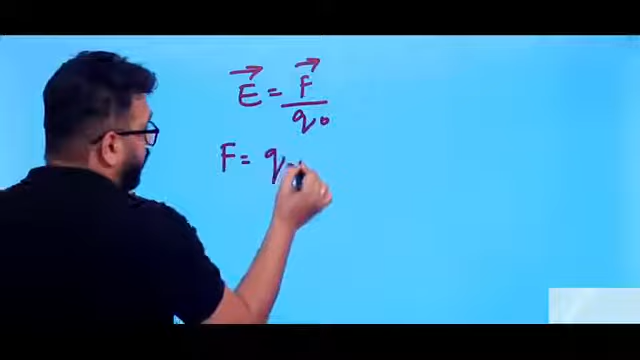 E⃗ = F⃗ / q₀
F = q